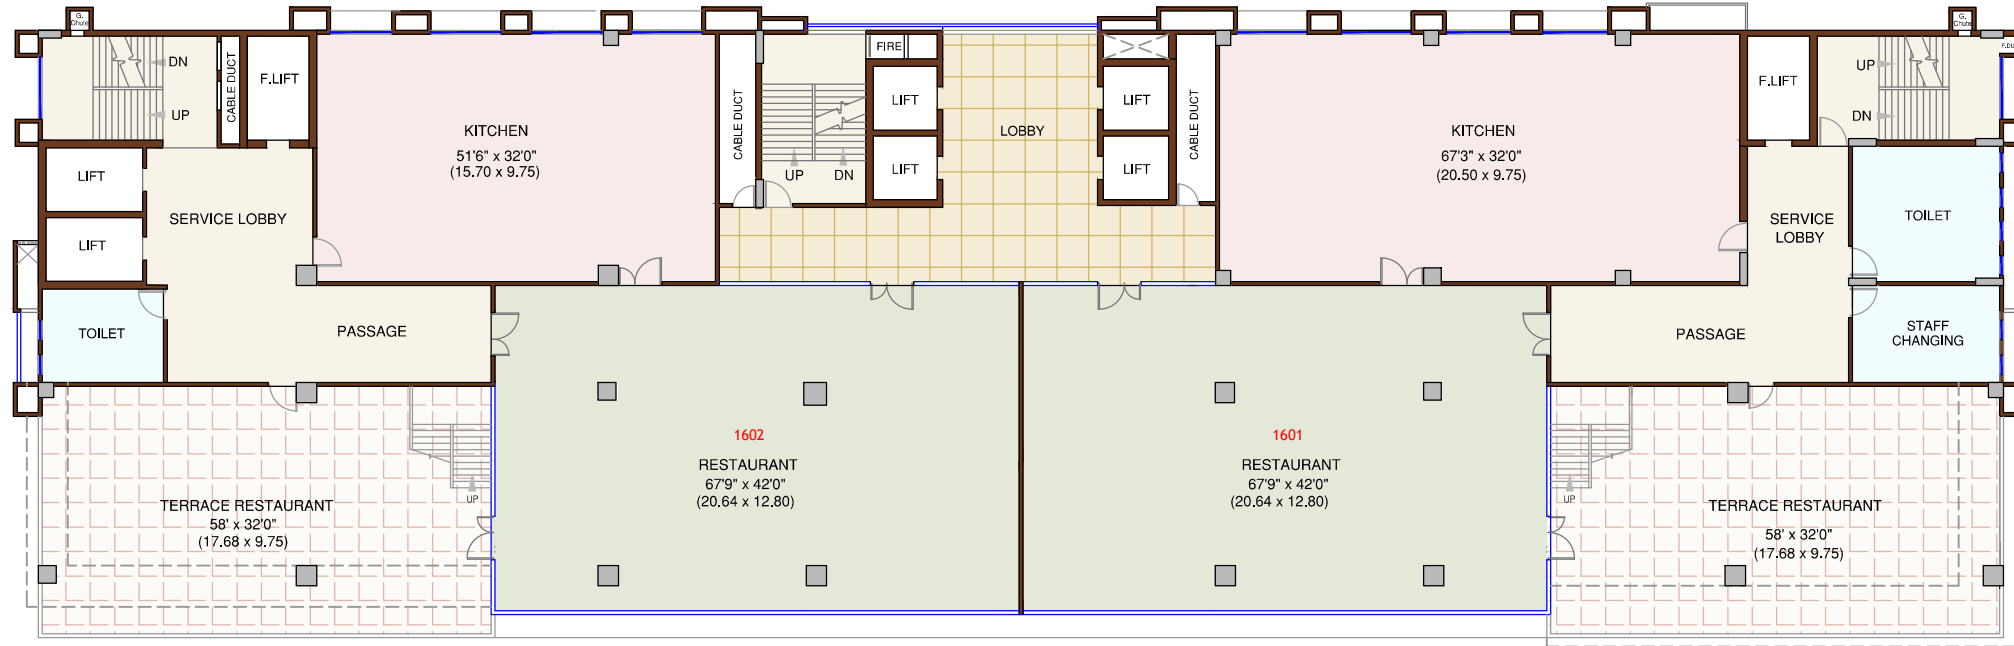 G.
Chute
DN
UP
CABLE DUCT
F.LIFT
LIFT
LIFT
SERVICE LOBBY
TOILET
PASSAGE
KITCHEN
51'6" x 32'0"
(15.70 x 9.75)
CABLE DUCT
UP
DN
FIRE
LIFT
LIFT
LOBBY
LIFT
LIFT
CABLE DUCT
KITCHEN
67'3" x 32'0"
(20.50 x 9.75)
F.LIFT
G.
Chute
UP
DN
F.DU
SERVICE
LOBBY
TOILET
PASSAGE
STAFF
CHANGING
TERRACE RESTAURANT
58' x 32'0"
(17.68 x 9.75)
UP
1602
RESTAURANT
67'9" x 42'0"
(20.64 x 12.80)
1601
RESTAURANT
67'9" x 42'0"
(20.64 x 12.80)
UP
TERRACE RESTAURANT
58' x 32'0"
(17.68 x 9.75)